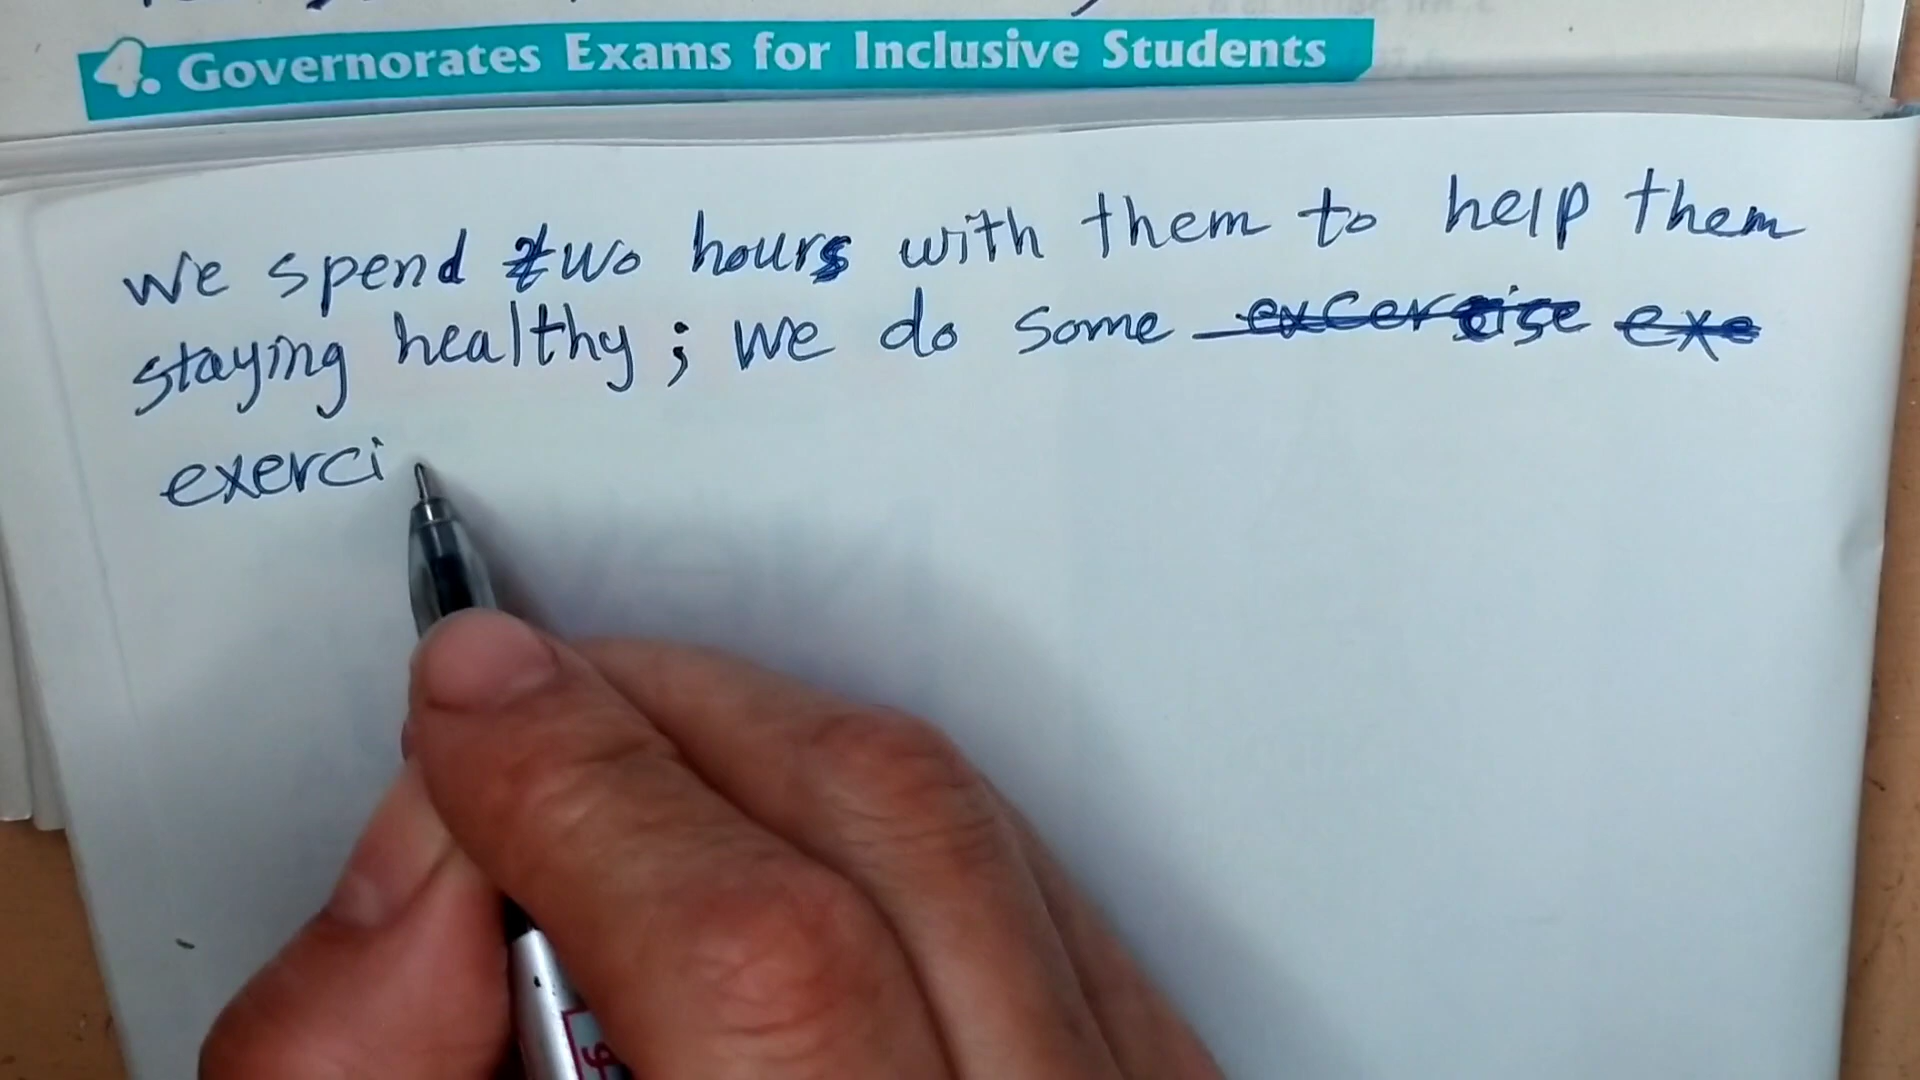 4. Governorates Exams for Inclusive Students
we spend two hours with them to help them
staying healthy; we do some excercise exe
exerci